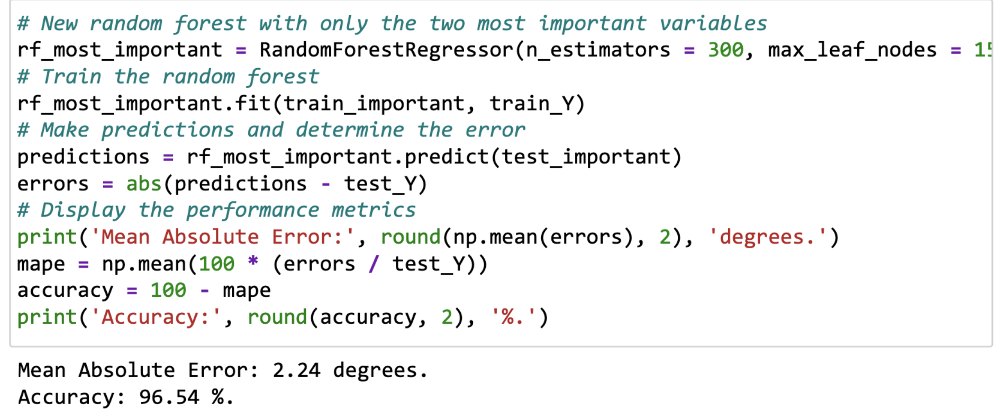 # New random forest with only the two most important variables
rf_most_important = RandomForestRegressor(n_estimators = 300, max_leaf_nodes =
# Train the random forest
rf_most_important.fit(train_important, train_Y)
# Make predictions and determine the error
predictions = rf_most_important.predict(test_important)
errors = abs(predictions - test_Y)
# Display the performance metrics
print('Mean Absolute Error:', round(np.mean(errors), 2), 'degrees.')
mape = np.mean(100 * (errors / test_Y))
accuracy = 100 - mape
print('Accuracy:', round(accuracy, 2), '%.')
Mean Absolute Error: 2.24 degrees.
Accuracy: 96.54 %.